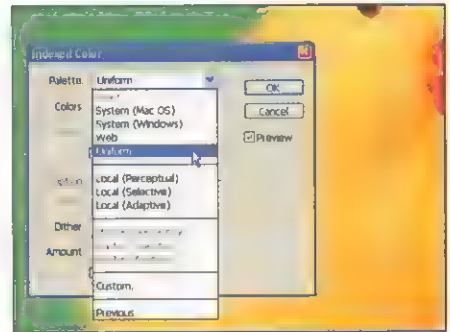 Indexed Color
Palette: Uniform
OK
Colors
System (Mac OS)
Cancel
System (Windows)
Web
Preview
Uniform
Local (Perceptual)
Local (Selective)
Local (Adaptive)
Dither
Amount
Custom.
Previous